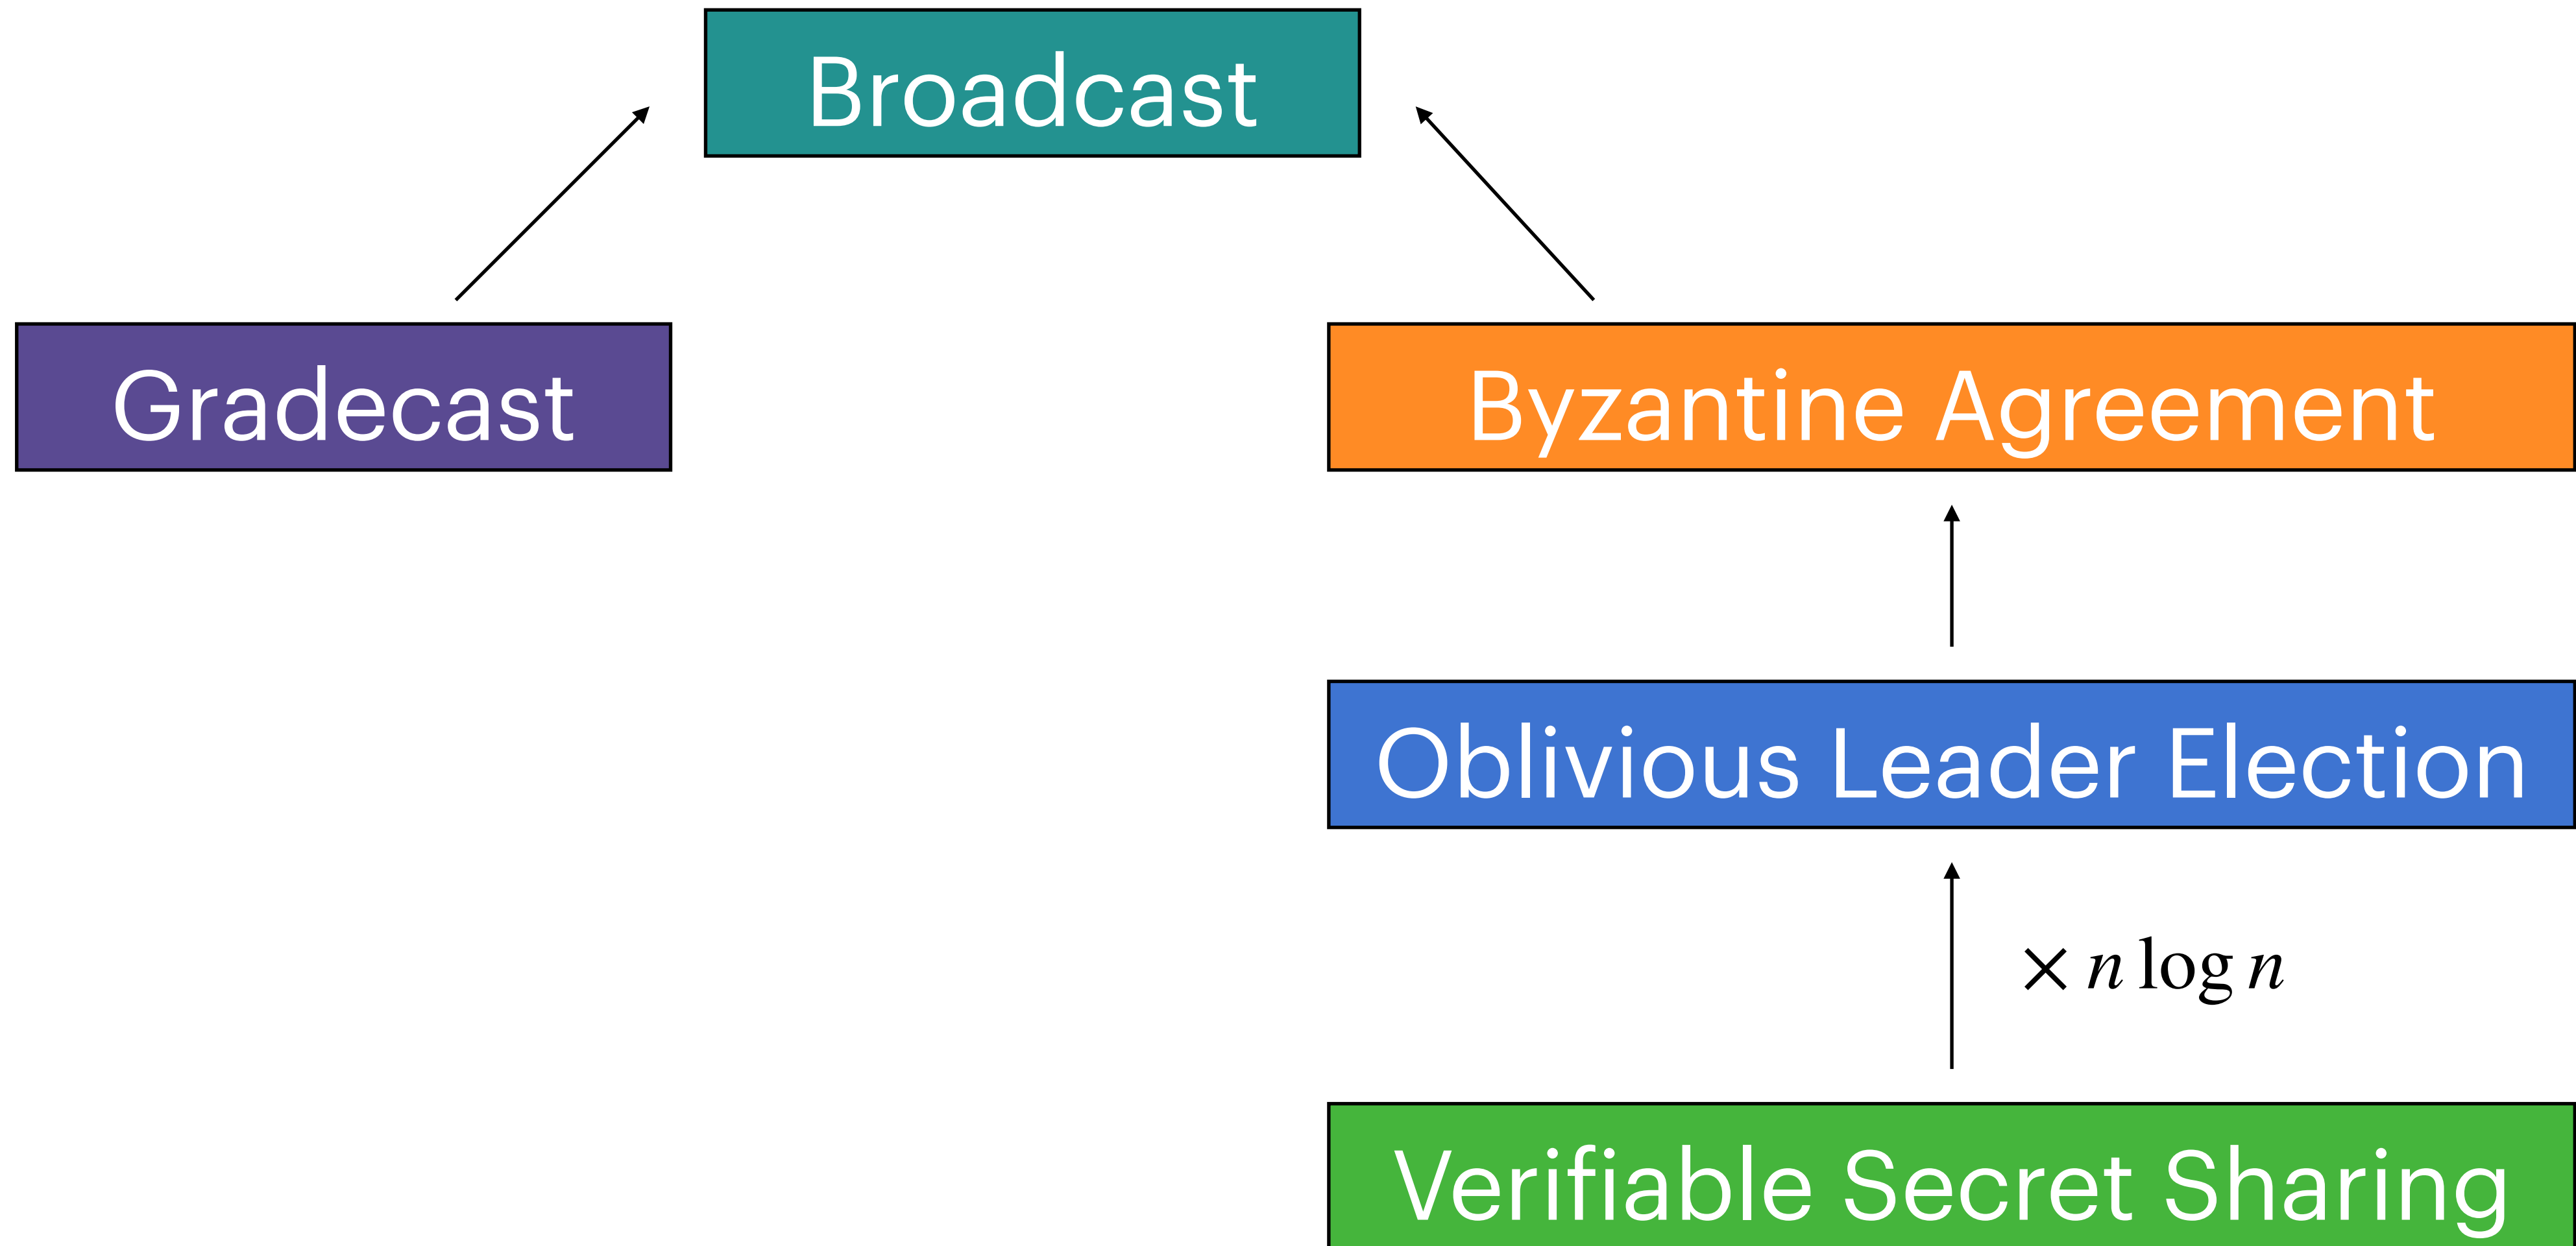 Broadcast
Gradecast
Byzantine Agreement
Oblivious Leader Election
× n log n
Verifiable Secret Sharing